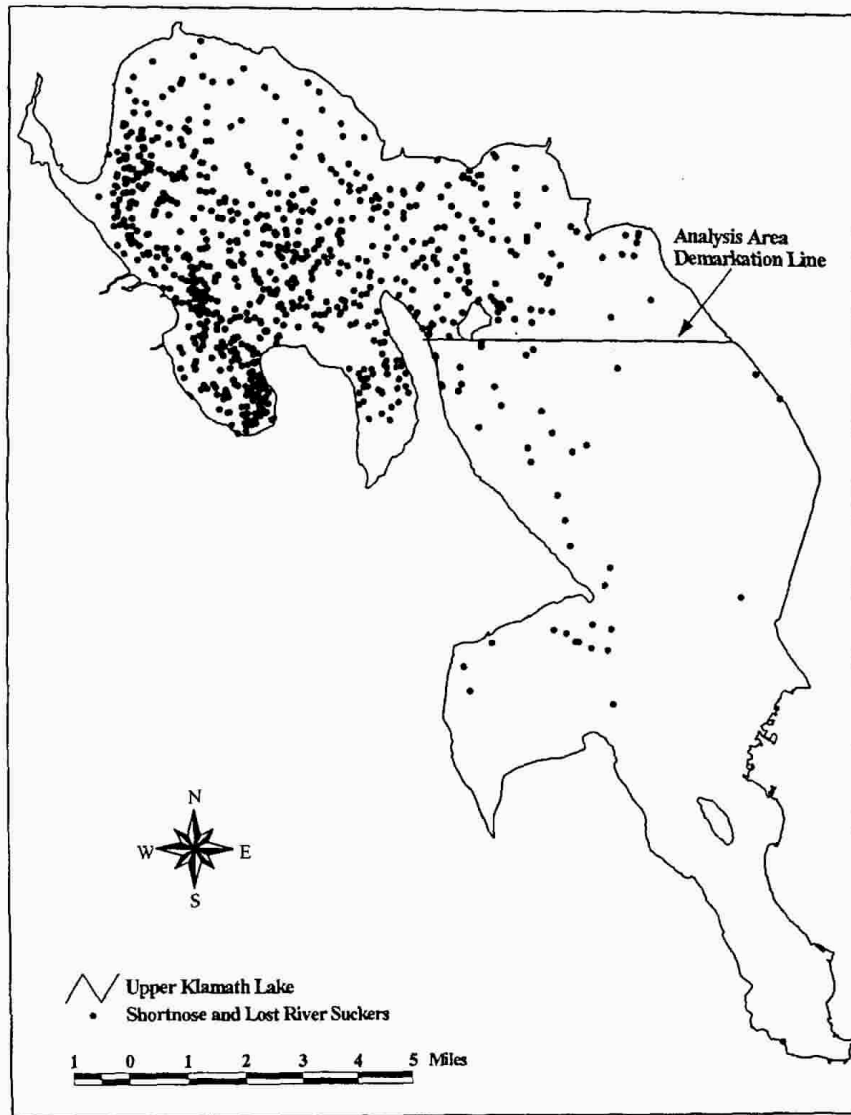 Analysis Area
Demarkation Line
N
W E
S
Upper Klamath Lake
Shortnose and Lost River Suckers
1 0 1 2 3 4 5 Miles